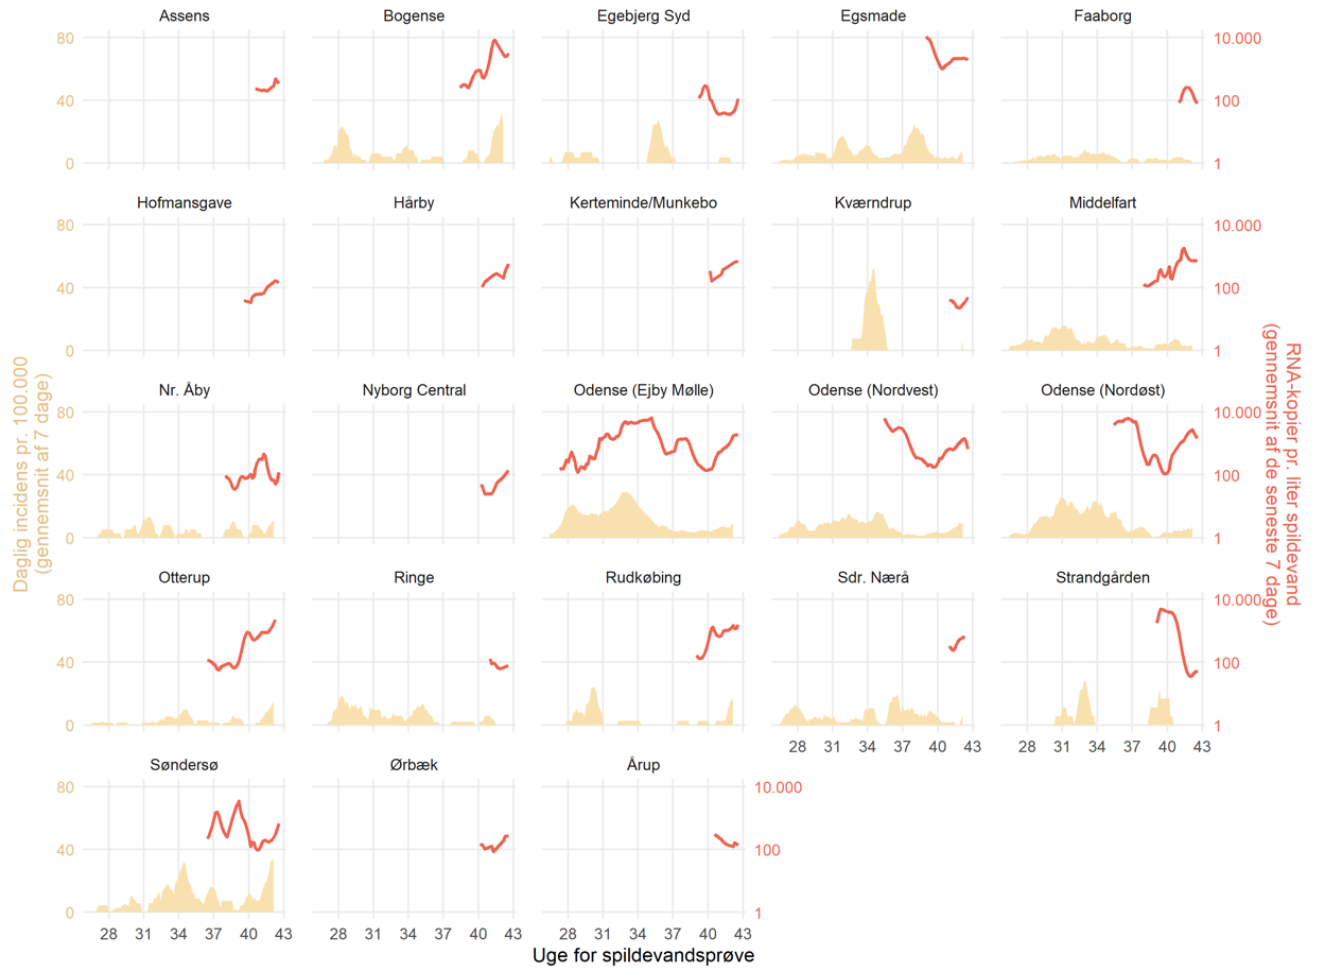 Assens Bogense Egebjerg Syd Egsmade Faaborg
80 10.000
40 100
0 1
Hofmansgave Hårby Kerteminde/Munkebo Kværndrup Middelfart
80 10.000
40 100
0 1
Daglig incidens pr. 100.000
(gennemsnit af 7 dage)
RNA-kopier pr. liter spildevand
(gennemsnit af de seneste 7 dage)
Nr. Åby Nyborg Central Odense (Ejby Mølle) Odense (Nordvest) Odense (Nordøst)
80 10.000
40 100
0 1
Otterup Ringe Rudkøbing Sdr. Nærå Strandgården
80 10.000
40 100
0 1
28 31 34 37 40 43 28 31 34 37 40 43
Søndersø Ørbæk Årup
80 10.000
40 100
0 1
28 31 34 37 40 43 28 31 34 37 40 43 28 31 34 37 40 43
Uge for spildevandsprøve